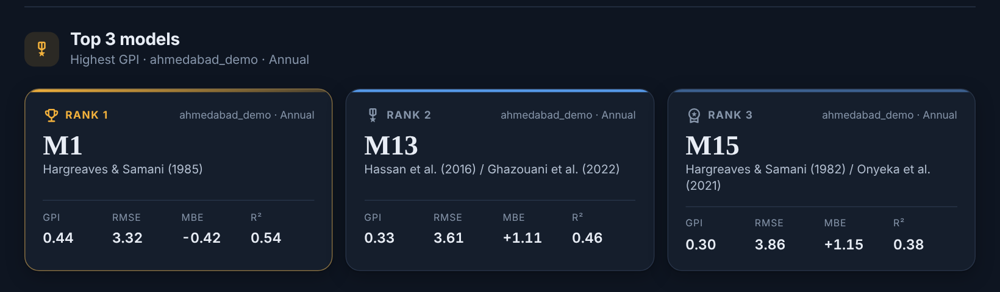 Top 3 models
Highest GPI · ahmedabad_demo · Annual
RANK 1
ahmedabad_demo · Annual
M1
Hargreaves & Samani (1985)
GPI RMSE MBE R²
0.44 3.32 -0.42 0.54
RANK 2
ahmedabad_demo · Annual
M13
Hassan et al. (2016) / Ghazouani et al. (2022)
GPI RMSE MBE R²
0.33 3.61 +1.11 0.46
RANK 3
ahmedabad_demo · Annual
M15
Hargreaves & Samani (1982) / Onyeka et al.
(2021)
GPI RMSE MBE R²
0.30 3.86 +1.15 0.38